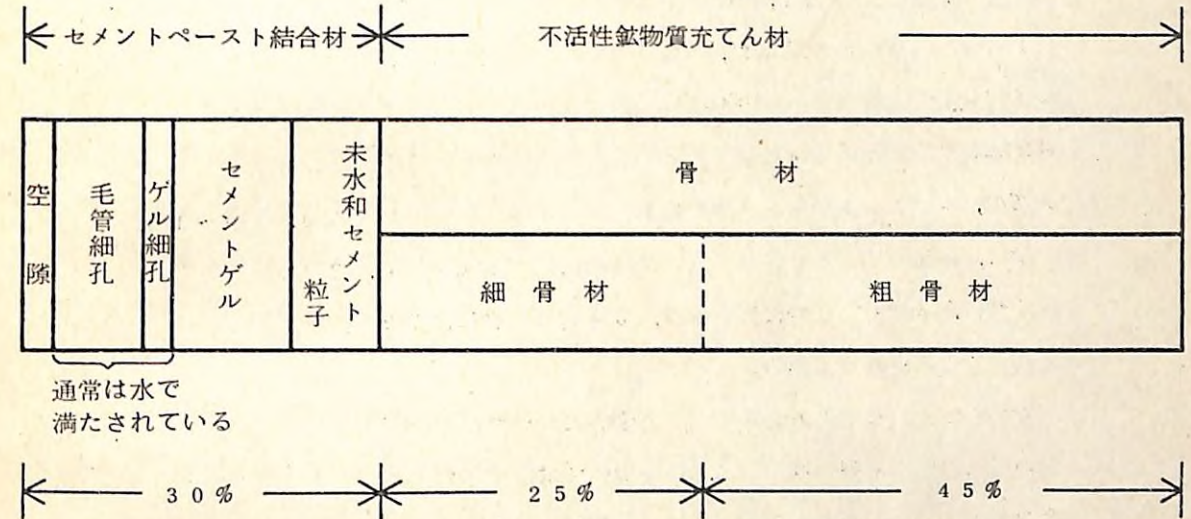 セメントペースト結合材
不活性鉱物質充てん材
空隙
毛管細孔
ゲル細孔
セメントゲル
未水和セメント
粒子
骨材
細骨材
粗骨材
通常は水で
満たされている
30%
25%
45%